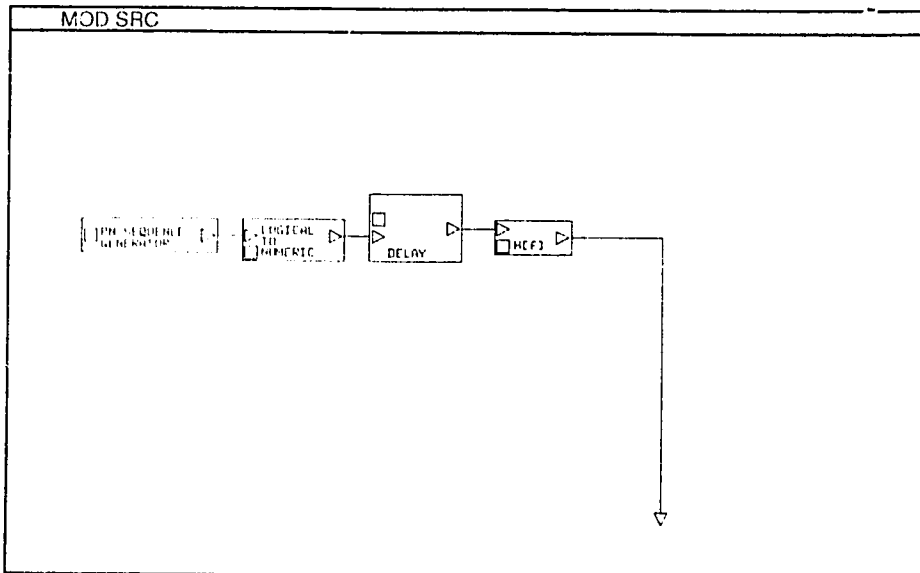 MOD SRC
PN SEQUENCE
GENERATOR
LOGICAL
TO
NUMERIC
DELAY
H(F)